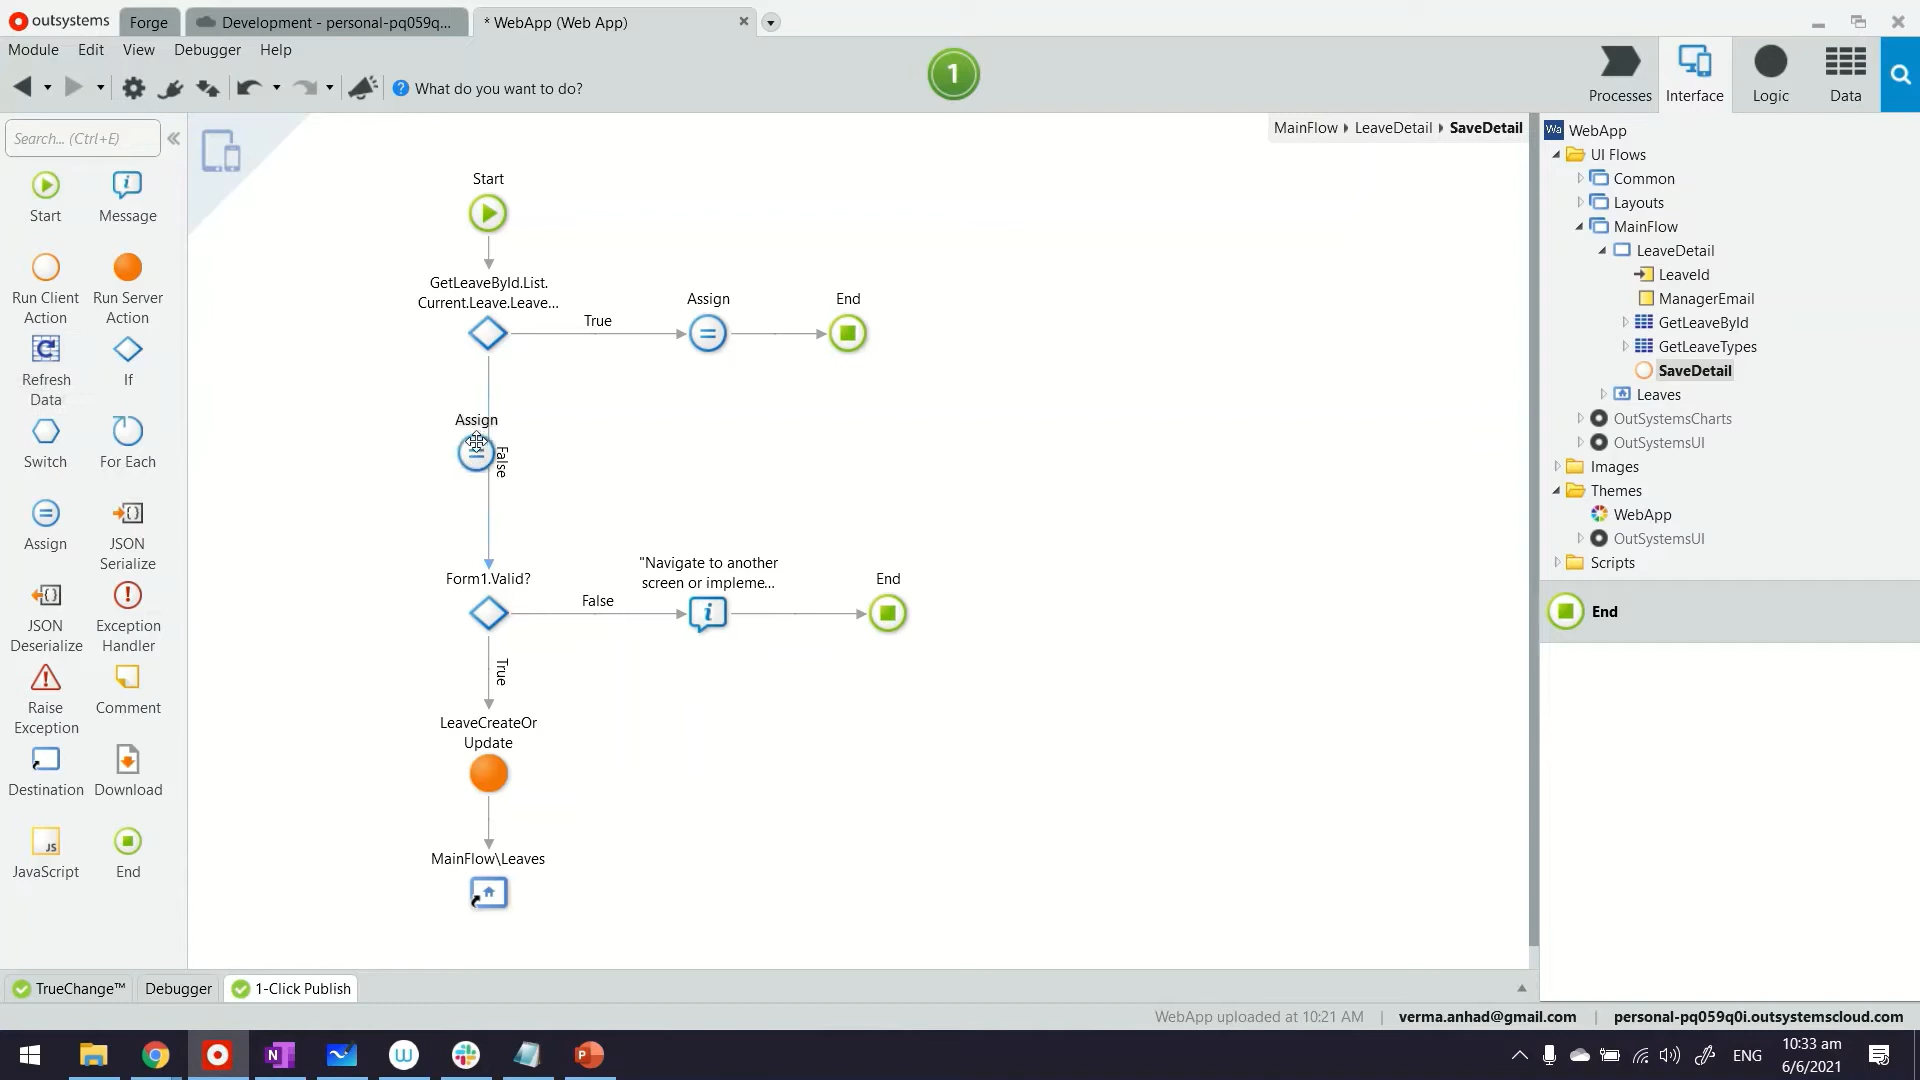 outsystems
Forge
Development - personal-pq059q...
* WebApp (Web App)
Module
Edit
View
Debugger
Help
What do you want to do?
1
Processes
Interface
Logic
Data
Search... (Ctrl+E)
Start
Message
Run Client
Action
Run Server
Action
Refresh
Data
If
Switch
For Each
Assign
JSON
Serialize
JSON
Deserialize
Exception
Handler
Raise
Exception
Comment
Destination
Download
JS
JavaScript
End
MainFlow
LeaveDetail
SaveDetail
Start
GetLeaveById.List.
Current.Leave.Leave...
True
Assign
End
Assign
False
Form1.Valid?
False
"Navigate to another
screen or impleme...
End
True
LeaveCreateOr
Update
MainFlow\Leaves
Wa
WebApp
UI Flows
Common
Layouts
MainFlow
LeaveDetail
LeaveId
ManagerEmail
GetLeaveById
GetLeaveTypes
SaveDetail
Leaves
OutSystemsCharts
OutSystemsUI
Images
Themes
WebApp
OutSystemsUI
Scripts
End
TrueChange™
Debugger
1-Click Publish
WebApp uploaded at 10:21 AM
verma.anhad@gmail.com
personal-pq059q0i.outsystemscloud.com
ENG
10:33 am
6/6/2021